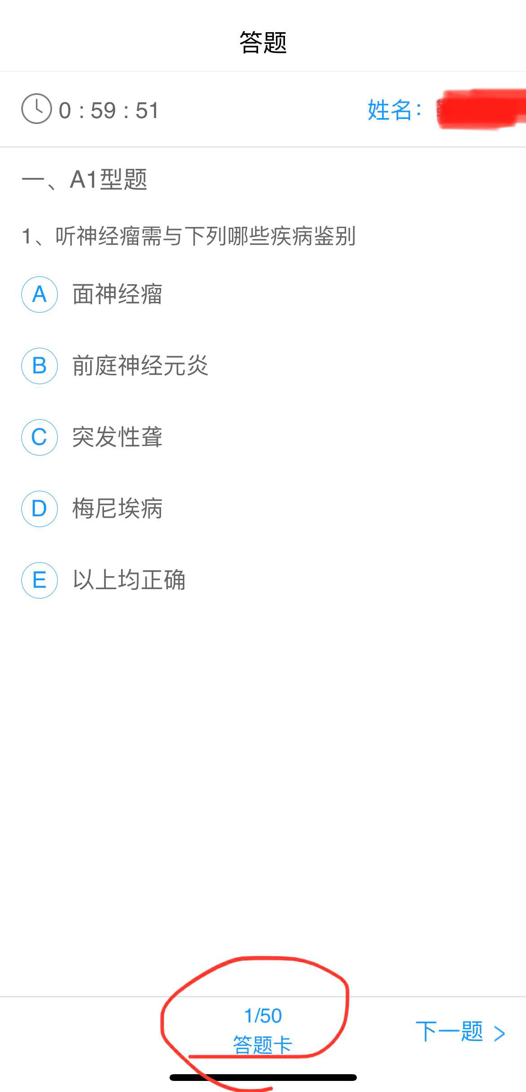 答题
0 : 59 : 51
姓名：
一、A1型题
1、听神经瘤需与下列哪些疾病鉴别
A 面神经瘤
B 前庭神经元炎
C 突发性聋
D 梅尼埃病
E 以上均正确
1/50
答题卡
下一题 >